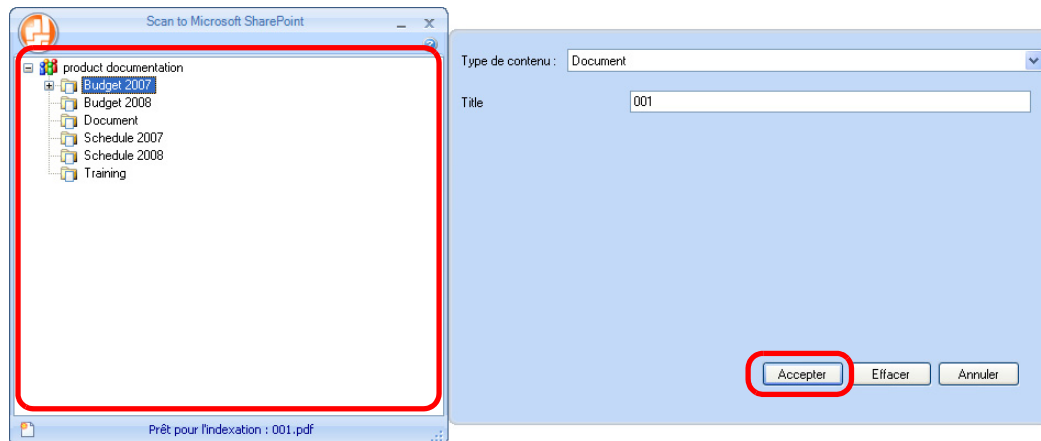 Scan to Microsoft SharePoint
product documentation
Budget 2007
Budget 2008
Document
Schedule 2007
Schedule 2008
Training
Prêt pour l'indexation : 001.pdf
Type de contenu : Document
Title 001
Accepter Effacer Annuler